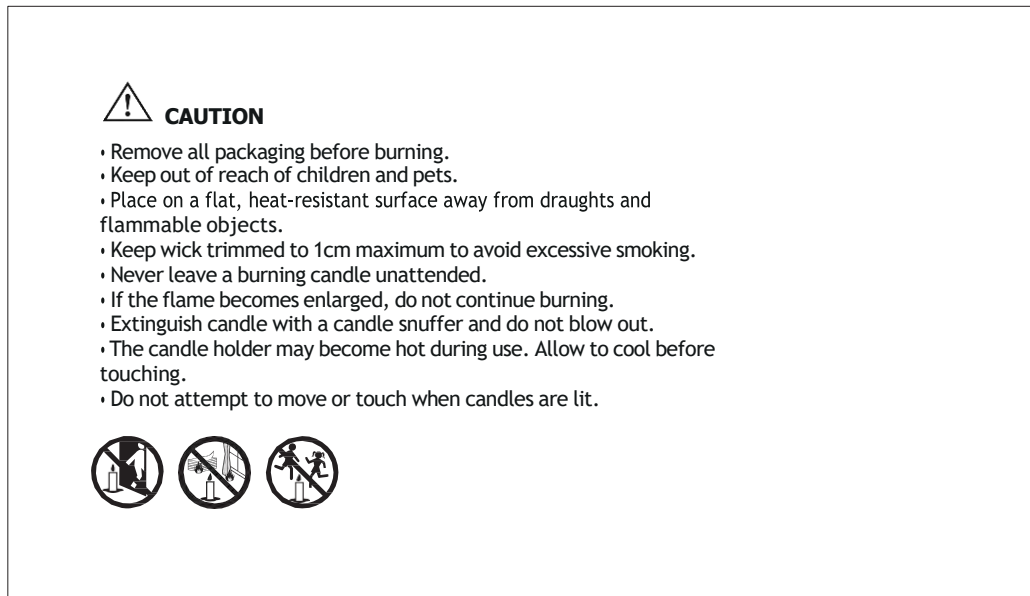 CAUTION
• Remove all packaging before burning.
• Keep out of reach of children and pets.
• Place on a flat, heat-resistant surface away from draughts and
flammable objects.
• Keep wick trimmed to 1cm maximum to avoid excessive smoking.
• Never leave a burning candle unattended.
• If the flame becomes enlarged, do not continue burning.
• Extinguish candle with a candle snuffer and do not blow out.
• The candle holder may become hot during use. Allow to cool before
touching.
• Do not attempt to move or touch when candles are lit.